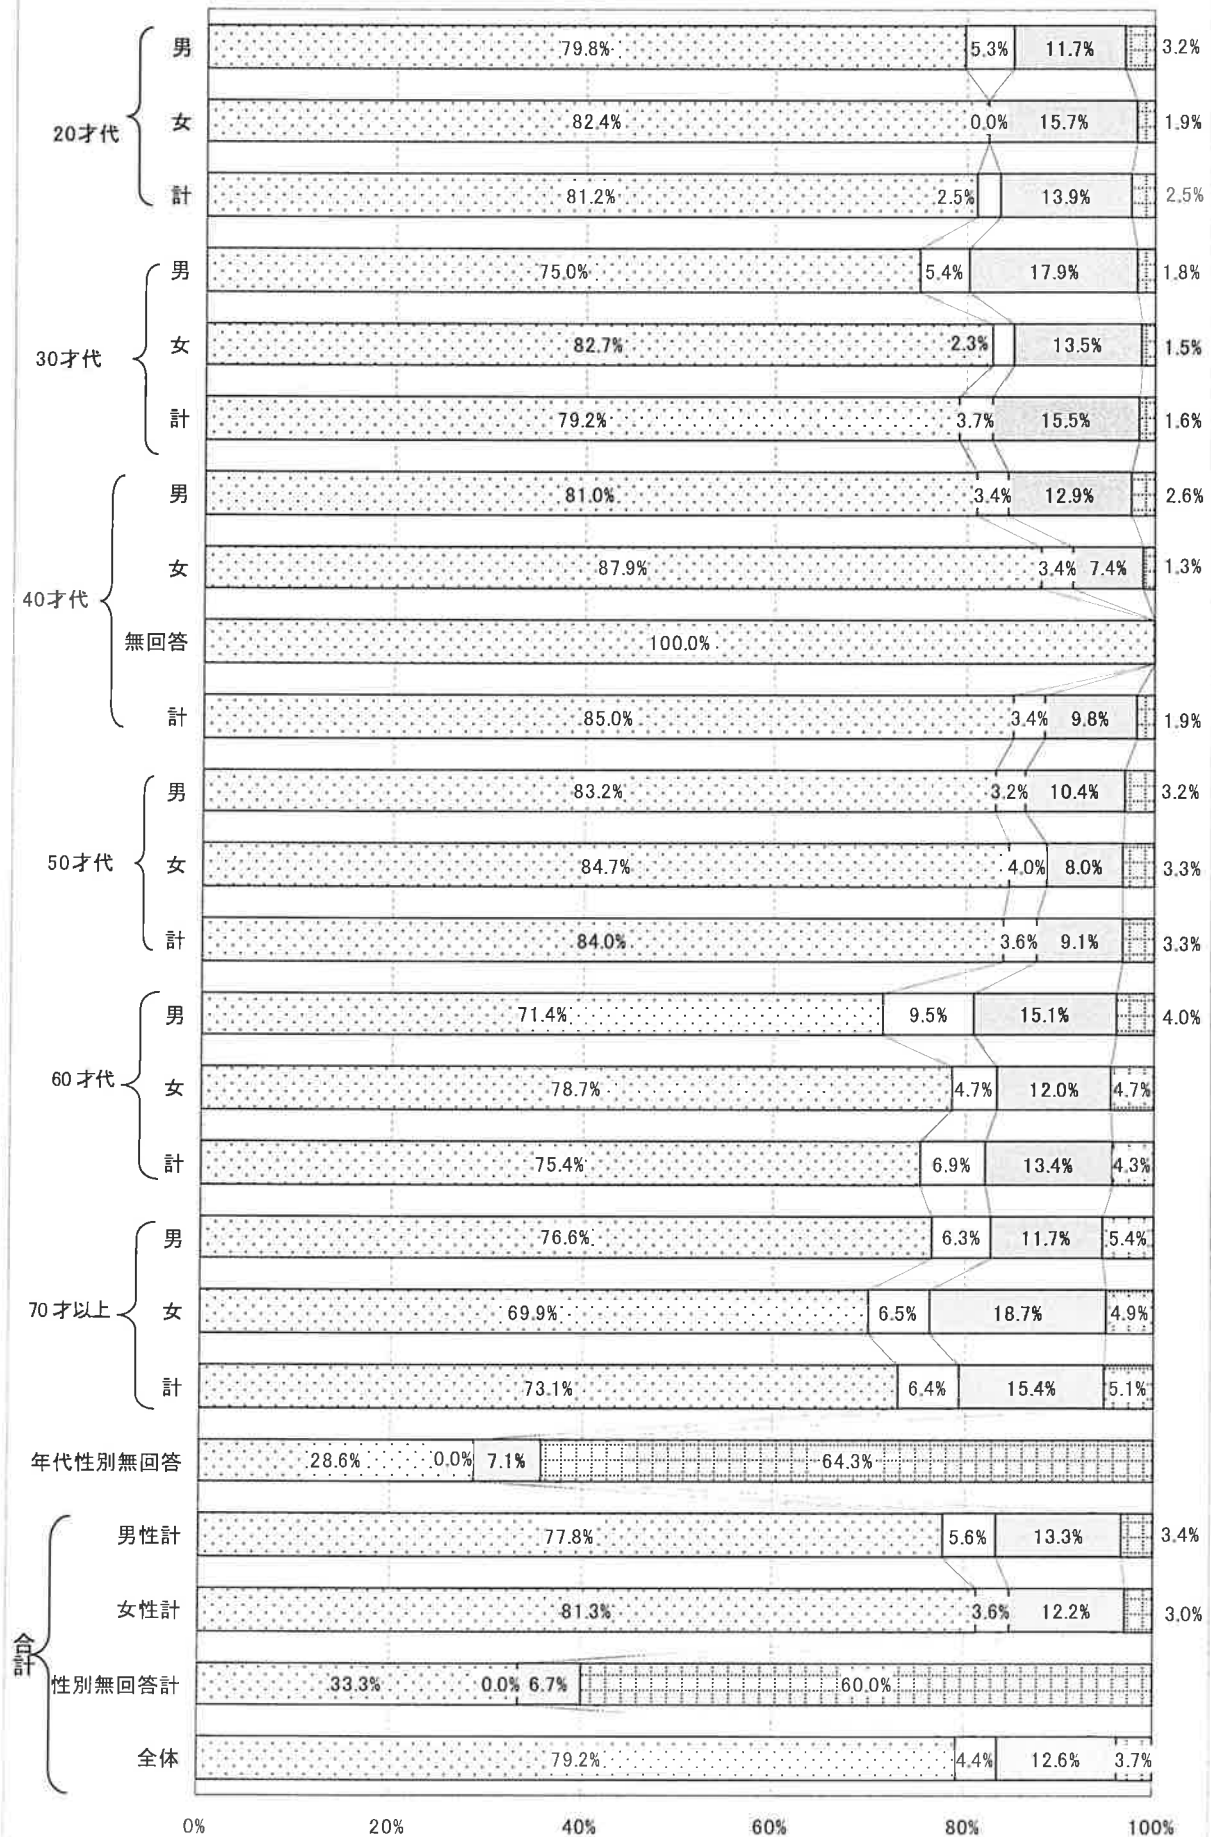 20才代
男 79.8% 5.3% 11.7% 3.2%
女 82.4% 0.0% 15.7% 1.9%
計 81.2% 2.5% 13.9% 2.5%
30才代
男 75.0% 5.4% 17.9% 1.8%
女 82.7% 2.3% 13.5% 1.5%
計 79.2% 3.7% 15.5% 1.6%
40才代
男 81.0% 3.4% 12.9% 2.6%
女 87.9% 3.4% 7.4% 1.3%
無回答 100.0%
計 85.0% 3.4% 9.8% 1.9%
50才代
男 83.2% 3.2% 10.4% 3.2%
女 84.7% 4.0% 8.0% 3.3%
計 84.0% 3.6% 9.1% 3.3%
60才代
男 71.4% 9.5% 15.1% 4.0%
女 78.7% 4.7% 12.0% 4.7%
計 75.4% 6.9% 13.4% 4.3%
70才以上
男 76.6% 6.3% 11.7% 5.4%
女 69.9% 6.5% 18.7% 4.9%
計 73.1% 6.4% 15.4% 5.1%
年代性別無回答 28.6% 0.0% 7.1% 64.3%
合計
男性計 77.8% 5.6% 13.3% 3.4%
女性計 81.3% 3.6% 12.2% 3.0%
性別無回答計 33.3% 0.0% 6.7% 60.0%
全体 79.2% 4.4% 12.6% 3.7%
0% 20% 40% 60% 80% 100%